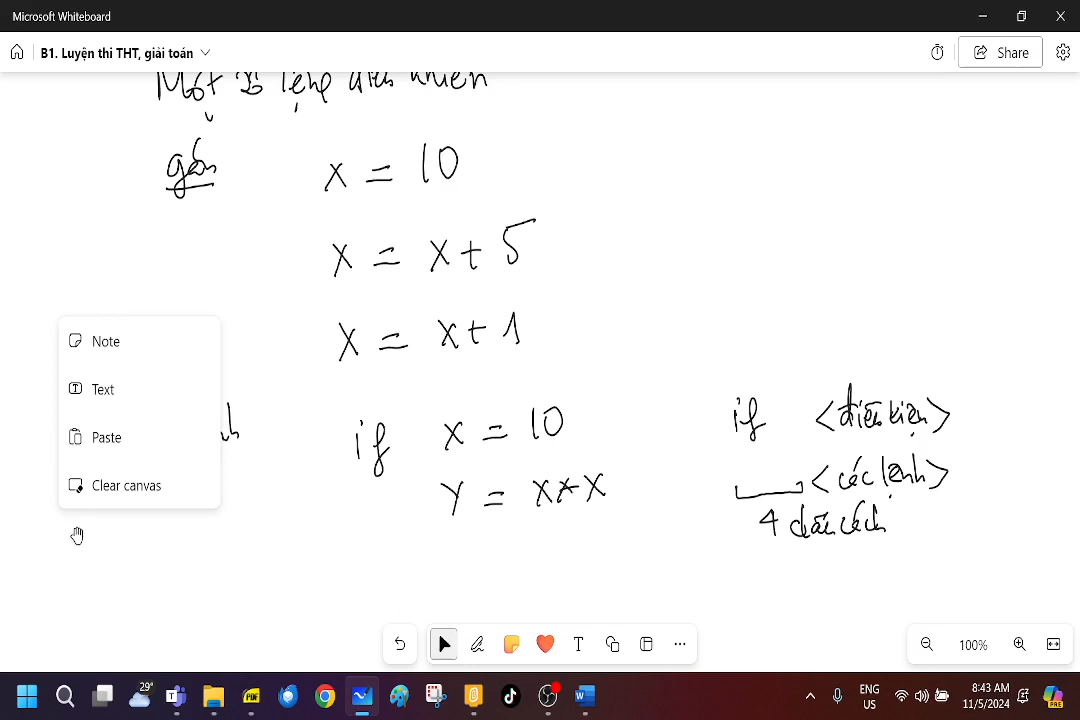 Microsoft Whiteboard
B1. Luyện thi THT, giải toán
Share
Một số lệnh điều khiển
gán
x = 10
x = x + 5
x = x + 1
Note
Text
Paste
Clear canvas
nh
if x = 10
y = x*x
if <điều kiện>
<các lệnh>
4 dấu cách
100%
29°
ENG
US
8:43 AM
11/5/2024